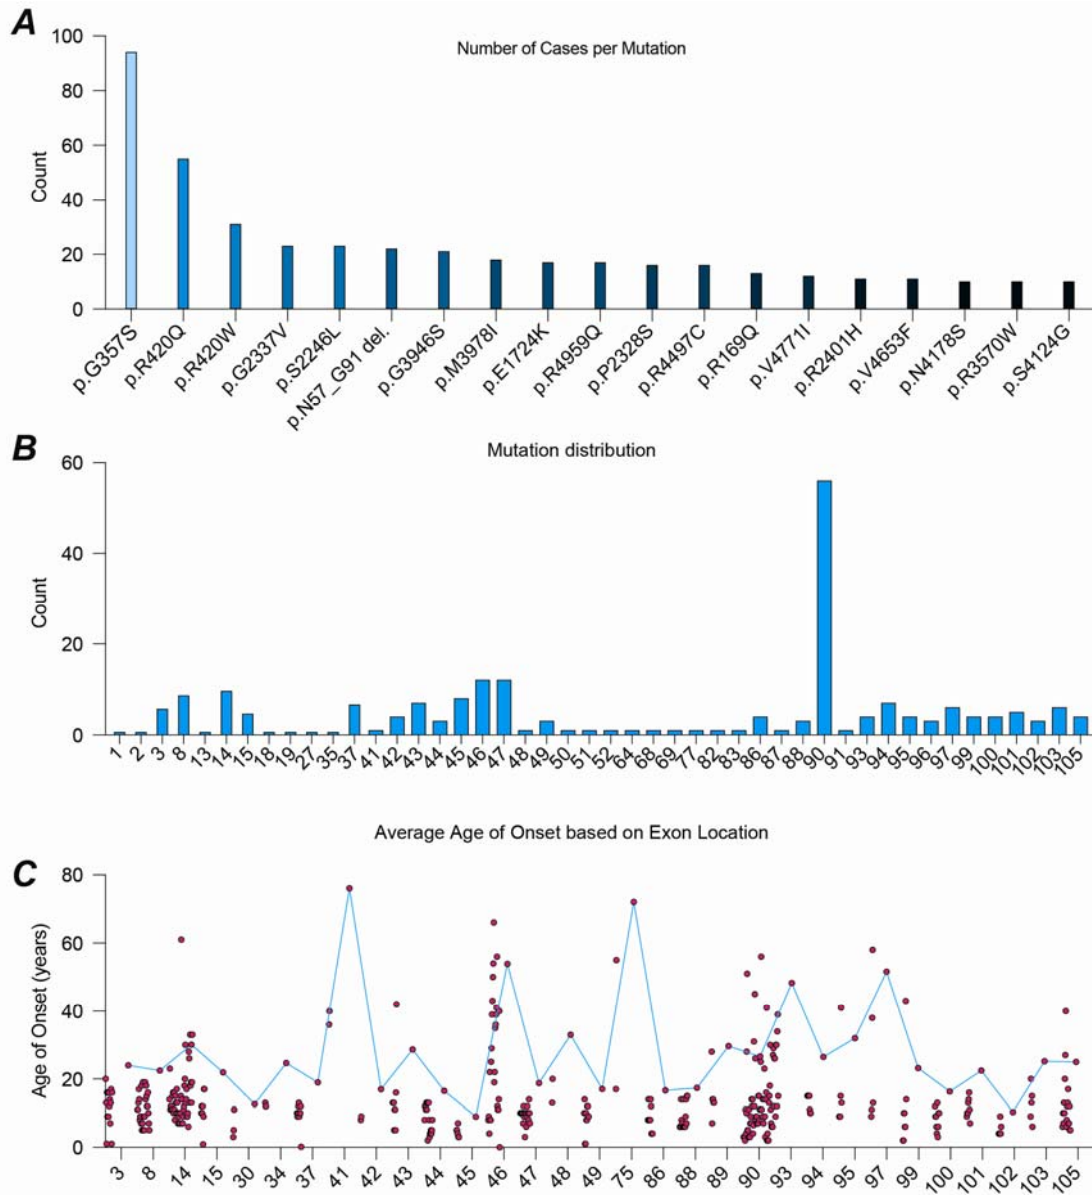 A
Number of Cases per Mutation
100
80
60
40
20
0
Count
p.G357S
p.R420Q
p.R420W
p.G2337V
p.S2246L
p.N57_G91 del.
p.G3946S
p.M3978I
p.E1724K
p.R4959Q
p.P2328S
p.R4497C
p.R169Q
p.V4771I
p.R2401H
p.V4653F
p.N4178S
p.R3570W
p.S4124G
B
Mutation distribution
60
40
20
0
Count
1 2 3 8 13 14 15 18 19 27 35 37 41 42 43 44 45 46 47 48 49 50 51 52 64 68 69 77 82 83 86 87 88 90 91 93 94 95 96 97 99 100 101 102 103 105
Average Age of Onset based on Exon Location
C
80
60
40
20
0
Age of Onset (years)
3 8 14 15 30 34 37 41 42 43 44 45 46 47 48 49 75 86 88 90 93 94 95 97 99 100 101 102 103 105